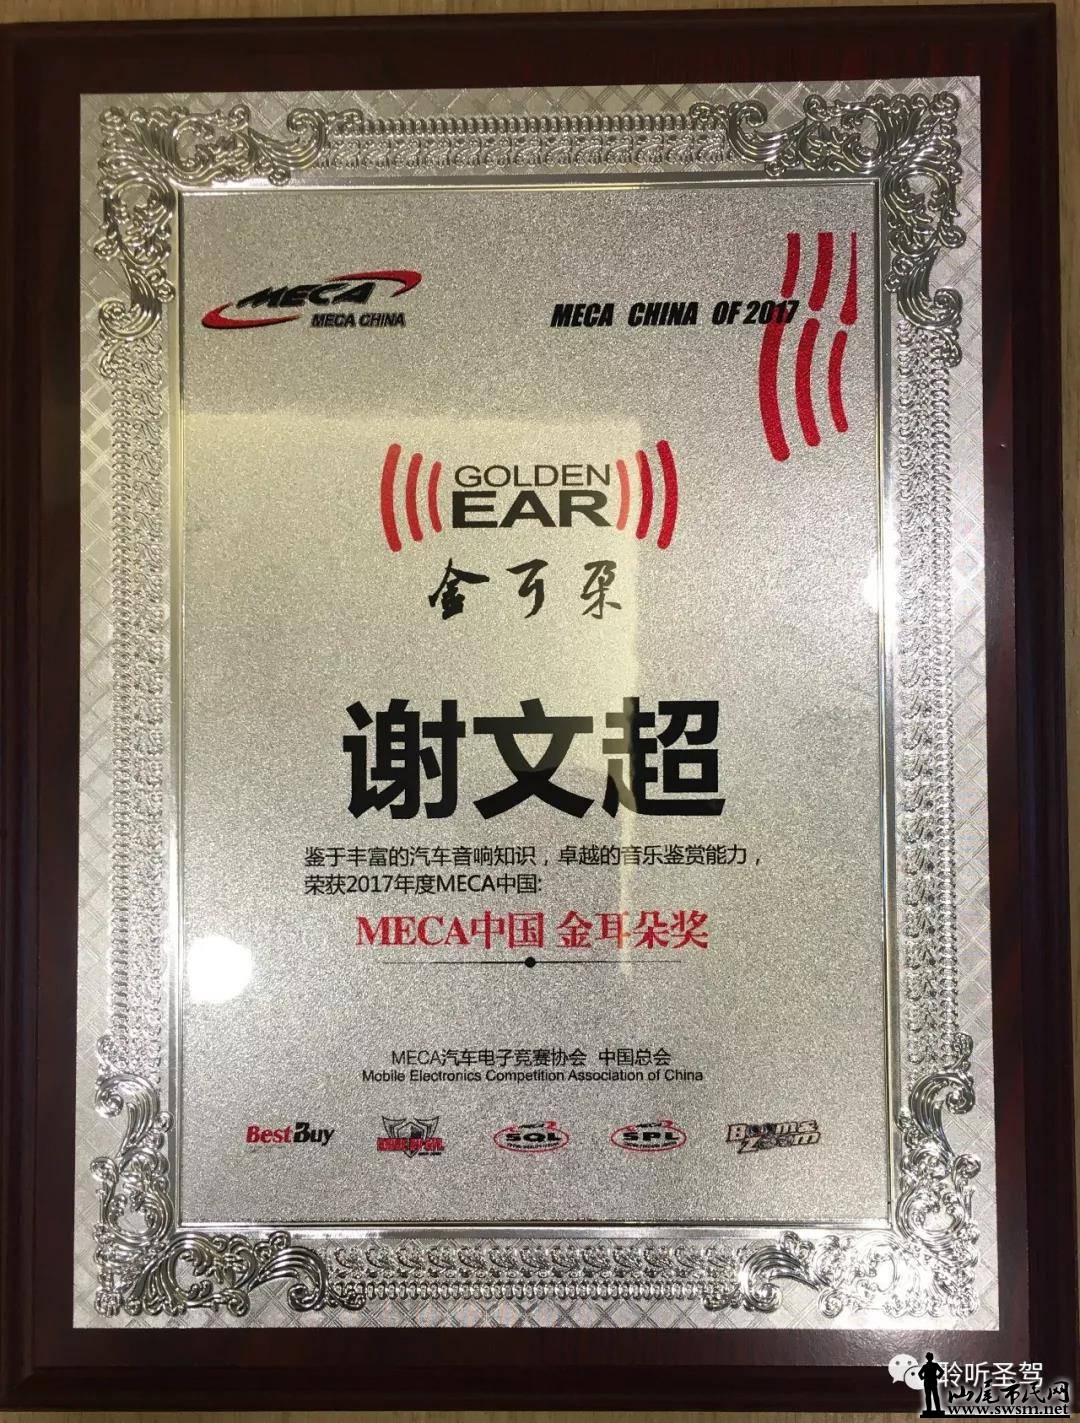 MECA
MECA CHINA
MECA CHINA OF 2017
GOLDEN
EAR
金耳朵
谢文超
鉴于丰富的汽车音响知识，卓越的音乐鉴赏能力，
荣获2017年度MECA中国:
MECA中国 金耳朵奖
MECA汽车电子竞赛协会 中国总会
Mobile Electronics Competition Association of China
BestBuy
SQL
SPL
聆听圣驾
汕尾市民网
www.swsm.net